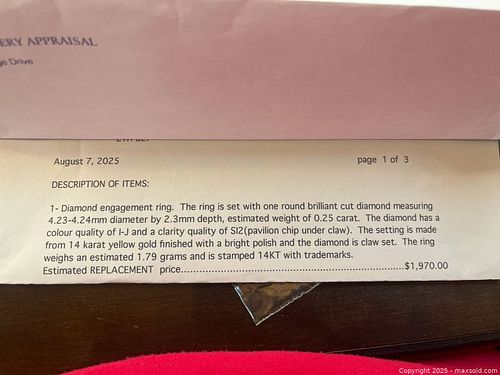 ERY APPRAISAL
ge Drive
August 7, 2025 page 1 of 3
DESCRIPTION OF ITEMS:
1- Diamond engagement ring. The ring is set with one round brilliant cut diamond measuring
4.23-4.24mm diameter by 2.3mm depth, estimated weight of 0.25 carat. The diamond has a
colour quality of I-J and a clarity quality of SI2(pavilion chip under claw). The setting is made
from 14 karat yellow gold finished with a bright polish and the diamond is claw set. The ring
weighs an estimated 1.79 grams and is stamped 14KT with trademarks.
Estimated REPLACEMENT price....................................................................$1,970.00
Copyright 2025 - maxsold.com